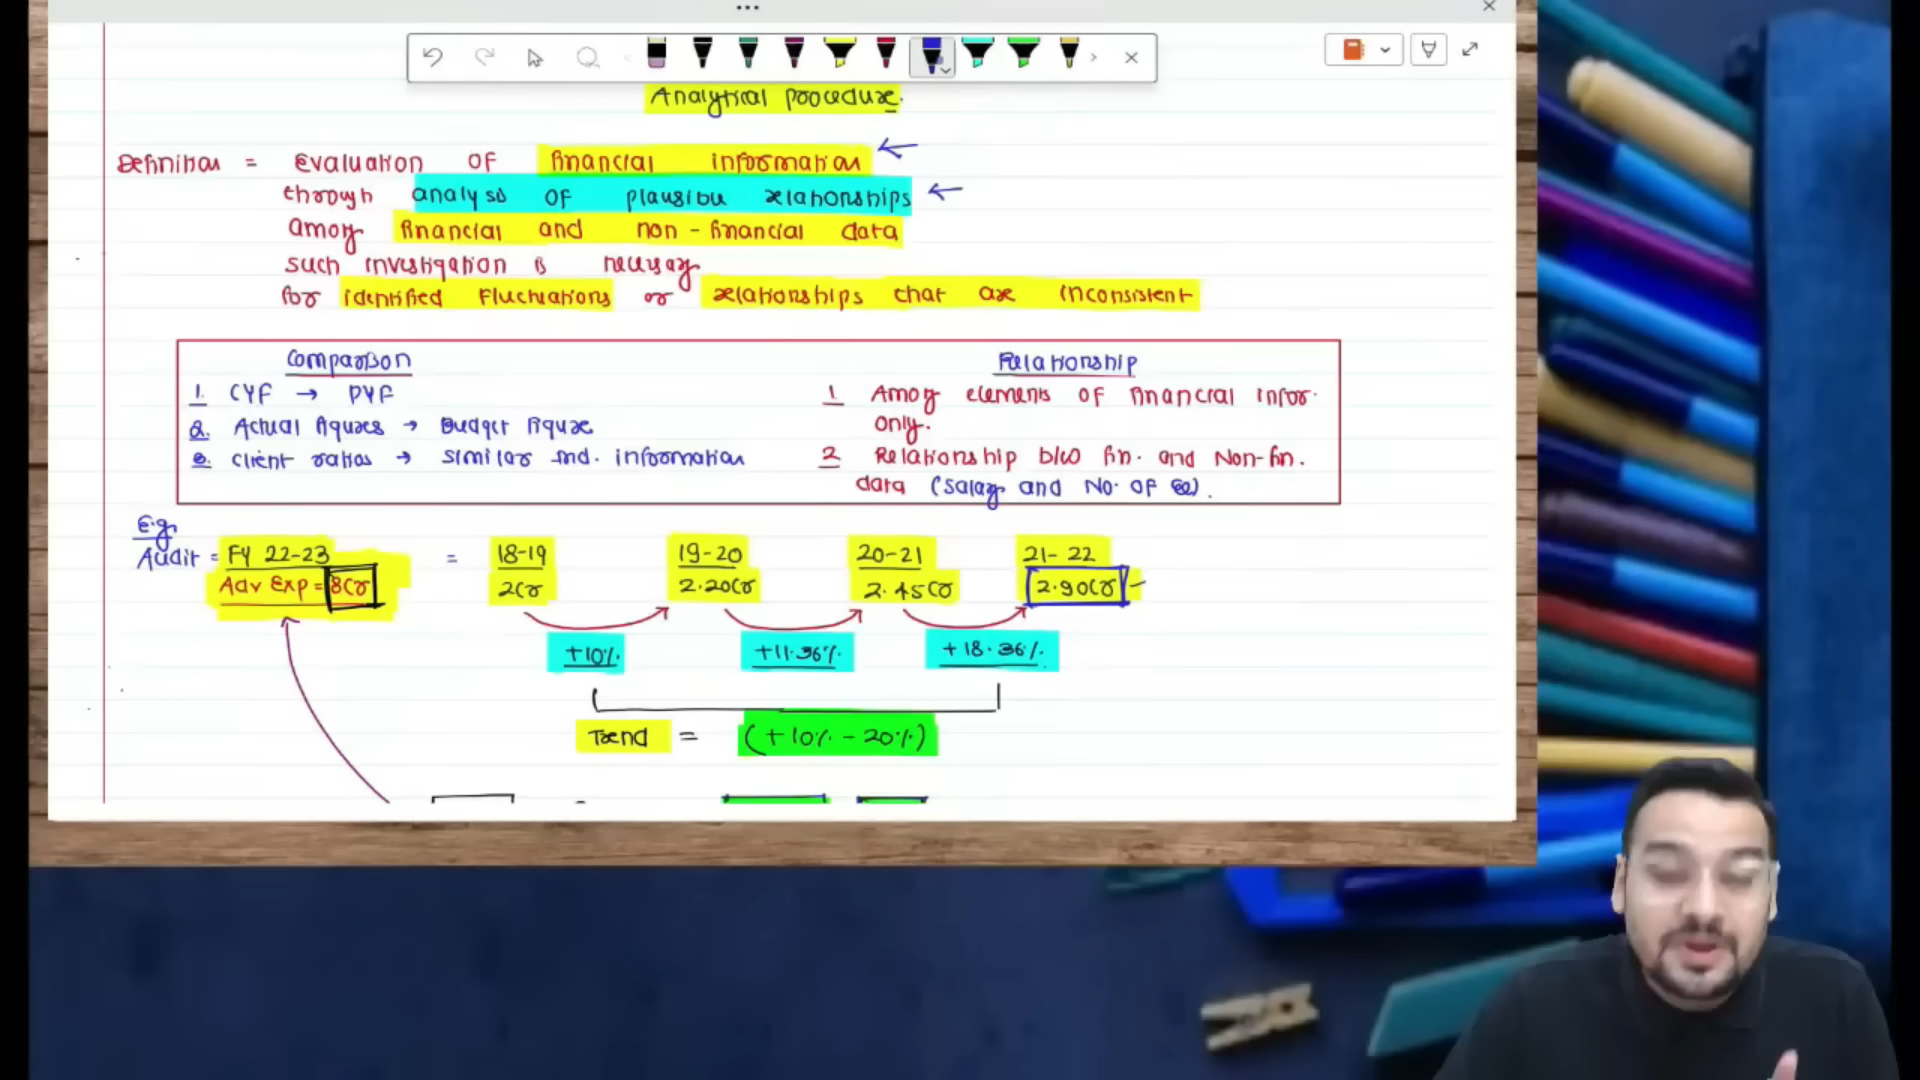 Analytical procedure.
Definition = evaluation OF financial information
through analysis OF plausible relationships
among financial and non-financial data
such investigation is necessary
For identified Fluctuations or relationships that are inconsistent
Comparison
1. CYF → PYF
2. Actual figures → Budget figure
3. Client ratios → similar ind. information
Relationship
1 Among elements OF financial infor.
only.
2 Relationship b/w fin. and Non-fin.
data (salary and No. OF ee).
E.g.
Audit = FY 22-23 = 18-19 19-20 20-21 21-22
Adv Exp = 8Cr 2Cr 2.20Cr 2.45Cr 2.90Cr
+10% +11.36% +18.36%.
Trend = (+10% - 20%)